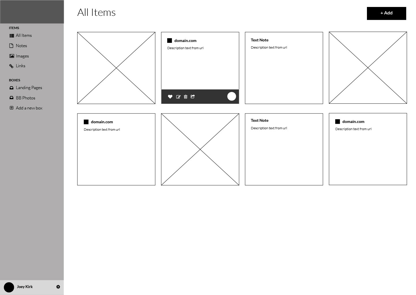 ITEMS
All Items
Notes
Images
Links
BOXES
Landing Pages
BB Photos
Add a new box
Joey Kirk
All Items
+ Add
domain.com
Description text from url
Text Note
Description text from url
domain.com
Description text from url
Text Note
Description text from url
domain.com
Description text from url